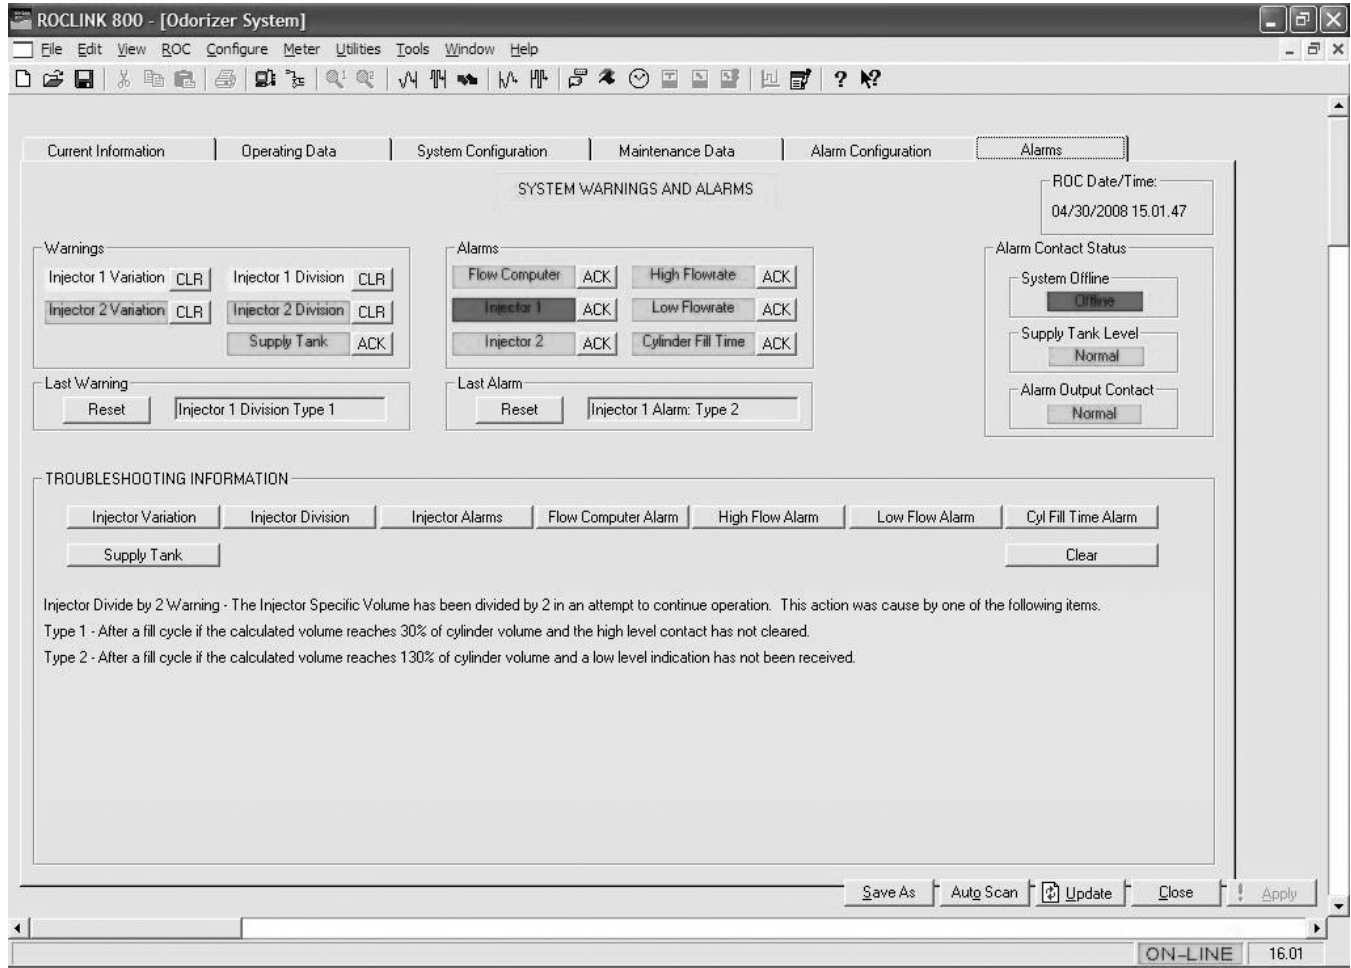 ROCLINK 800 - [Odorizer System]
File Edit View ROC Configure Meter Utilities Tools Window Help
Current Information Operating Data System Configuration Maintenance Data Alarm Configuration Alarms
SYSTEM WARNINGS AND ALARMS
ROC Date/Time:
04/30/2008 15.01.47
Warnings
Injector 1 Variation CLR Injector 1 Division CLR
Injector 2 Variation CLR Injector 2 Division CLR
Supply Tank ACK
Alarms
Flow Computer ACK High Flowrate ACK
Injector 1 ACK Low Flowrate ACK
Injector 2 ACK Cylinder Fill Time ACK
Alarm Contact Status
System Offline
Offline
Supply Tank Level
Normal
Alarm Output Contact
Normal
Last Warning
Reset Injector 1 Division Type 1
Last Alarm
Reset Injector 1 Alarm: Type 2
TROUBLESHOOTING INFORMATION
Injector Variation Injector Division Injector Alarms Flow Computer Alarm High Flow Alarm Low Flow Alarm Cyl Fill Time Alarm
Supply Tank Clear
Injector Divide by 2 Warning - The Injector Specific Volume has been divided by 2 in an attempt to continue operation. This action was cause by one of the following items.
Type 1 - After a fill cycle if the calculated volume reaches 30% of cylinder volume and the high level contact has not cleared.
Type 2 - After a fill cycle if the calculated volume reaches 130% of cylinder volume and a low level indication has not been received.
Save As Auto Scan Update Close ! Apply
ON-LINE 16.01